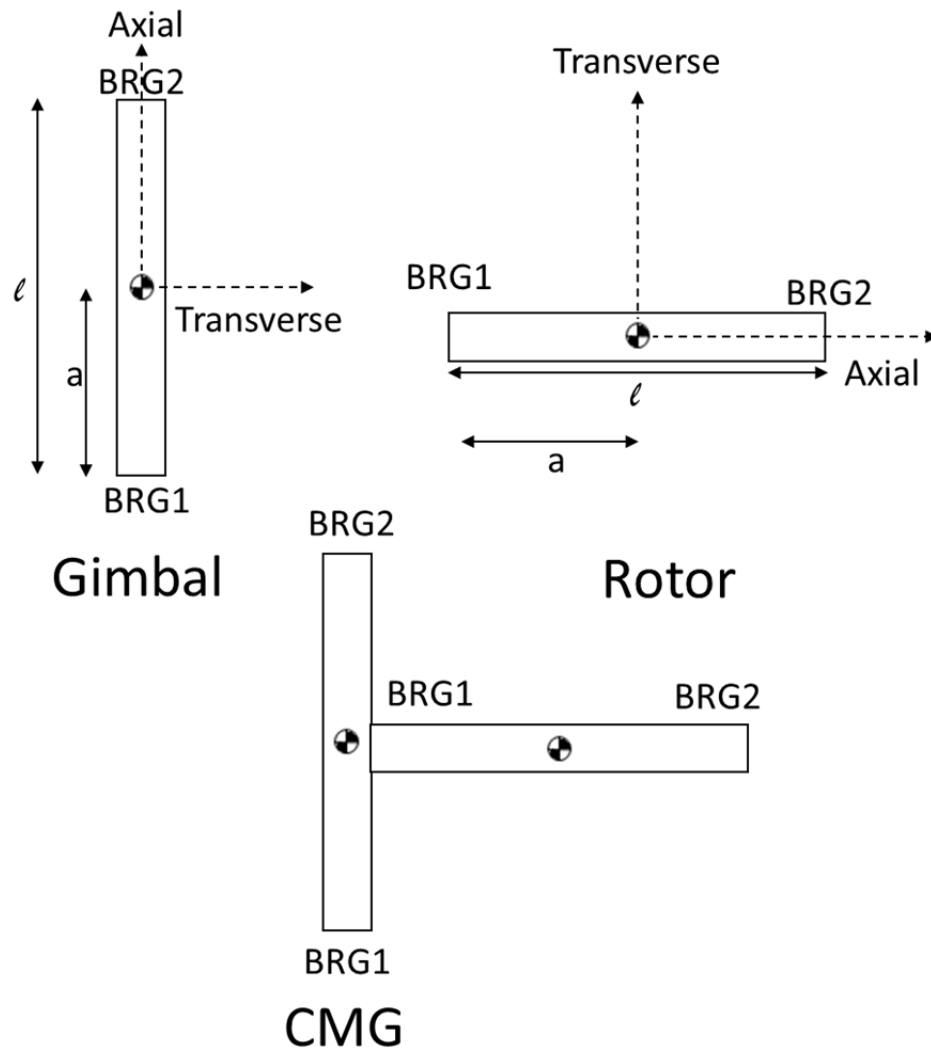 Axial
BRG2
ℓ
Transverse
a
BRG1
Gimbal
Transverse
BRG1
BRG2
Axial
ℓ
a
Rotor
BRG2
BRG1
BRG2
BRG1
CMG